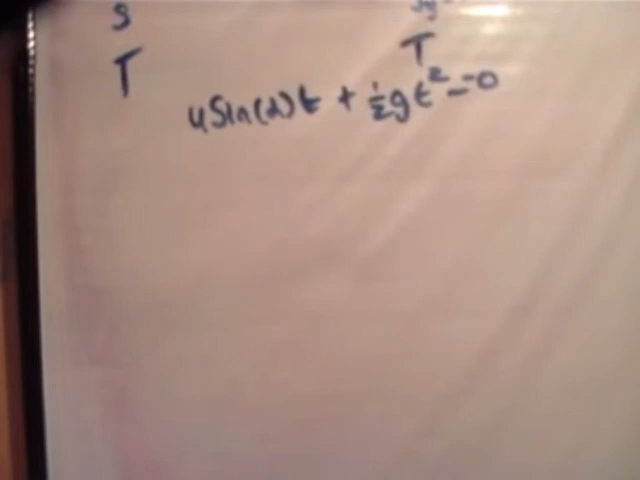 S
T T
usin(α)t + ½gt² = 0